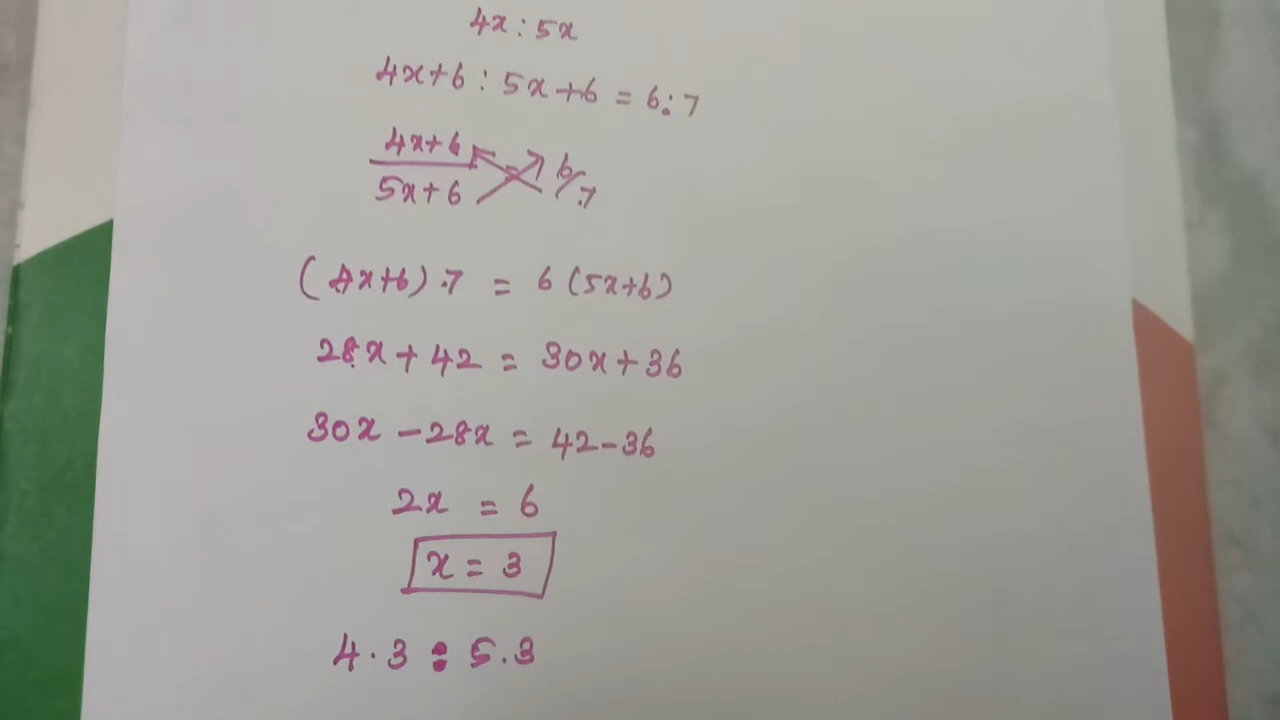 4x : 5x
4x+6 : 5x+6 = 6:7
4x+6/5x+6 = 6/7
(4x+6).7 = 6(5x+6)
28x + 42 = 30x + 36
30x - 28x = 42 - 36
2x = 6
x = 3
4.3 : 5.3